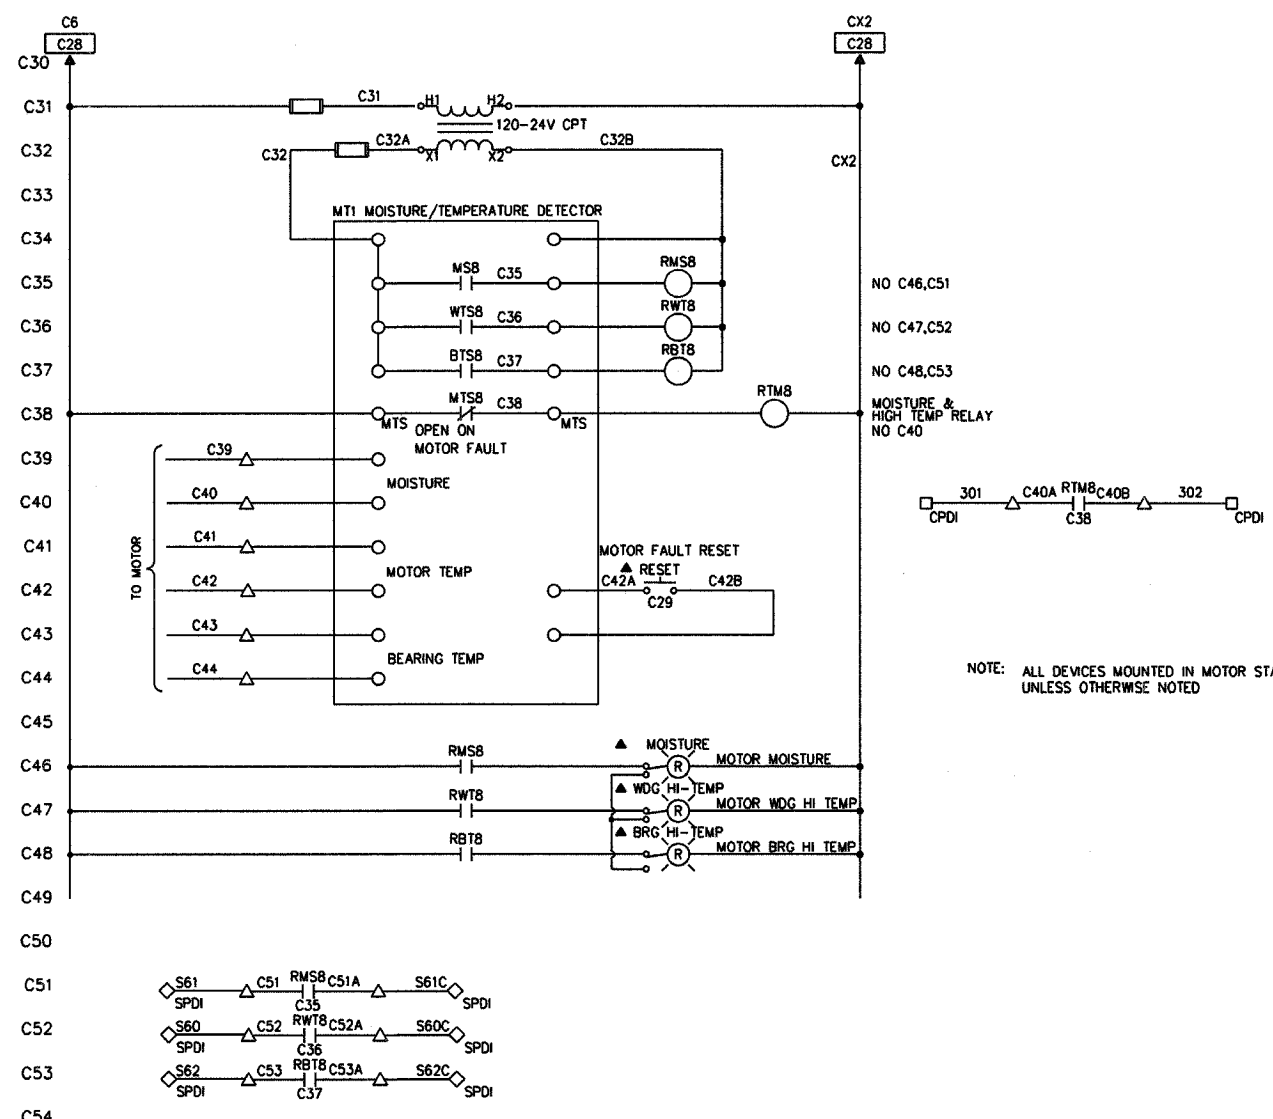 C6 CX2
C28 C28
C30
C31 C31 H1 H2
120-24V CPT
C32 C32 C32A X1 X2 C32B CX2
C33
MT1 MOISTURE/TEMPERATURE DETECTOR
C34
C35 MS8 C35 RMS8 NO C46,C51
C36 WTS8 C36 RWT8 NO C47,C52
C37 BTS8 C37 RBT8 NO C48,C53
C38 MTS MTS8 C38 MTS RTM8 MOISTURE &
HIGH TEMP RELAY
NO C40
OPEN ON
MOTOR FAULT
C39 C39
MOISTURE
C40 C40
301 C40A RTM8 C40B 302
CPDI C38 CPDI
C41 C41
TO MOTOR
MOTOR TEMP
MOTOR FAULT RESET
RESET
C42 C42 C42A C42B
C29
C43 C43
BEARING TEMP
C44 C44
NOTE: ALL DEVICES MOUNTED IN MOTOR
UNLESS OTHERWISE NOTED
C45
MOISTURE
C46 RMS8 R MOTOR MOISTURE
WDG HI-TEMP
C47 RWT8 R MOTOR WDG HI TEMP
BRG HI-TEMP
C48 RBT8 R MOTOR BRG HI TEMP
C49
C50
C51 S61 C51 RMS8 C51A S61C
SPDI C35 SPDI
C52 S60 C52 RWT8 C52A S60C
SPDI C36 SPDI
C53 S62 C53 RBT8 C53A S62C
SPDI C37 SPDI
C54